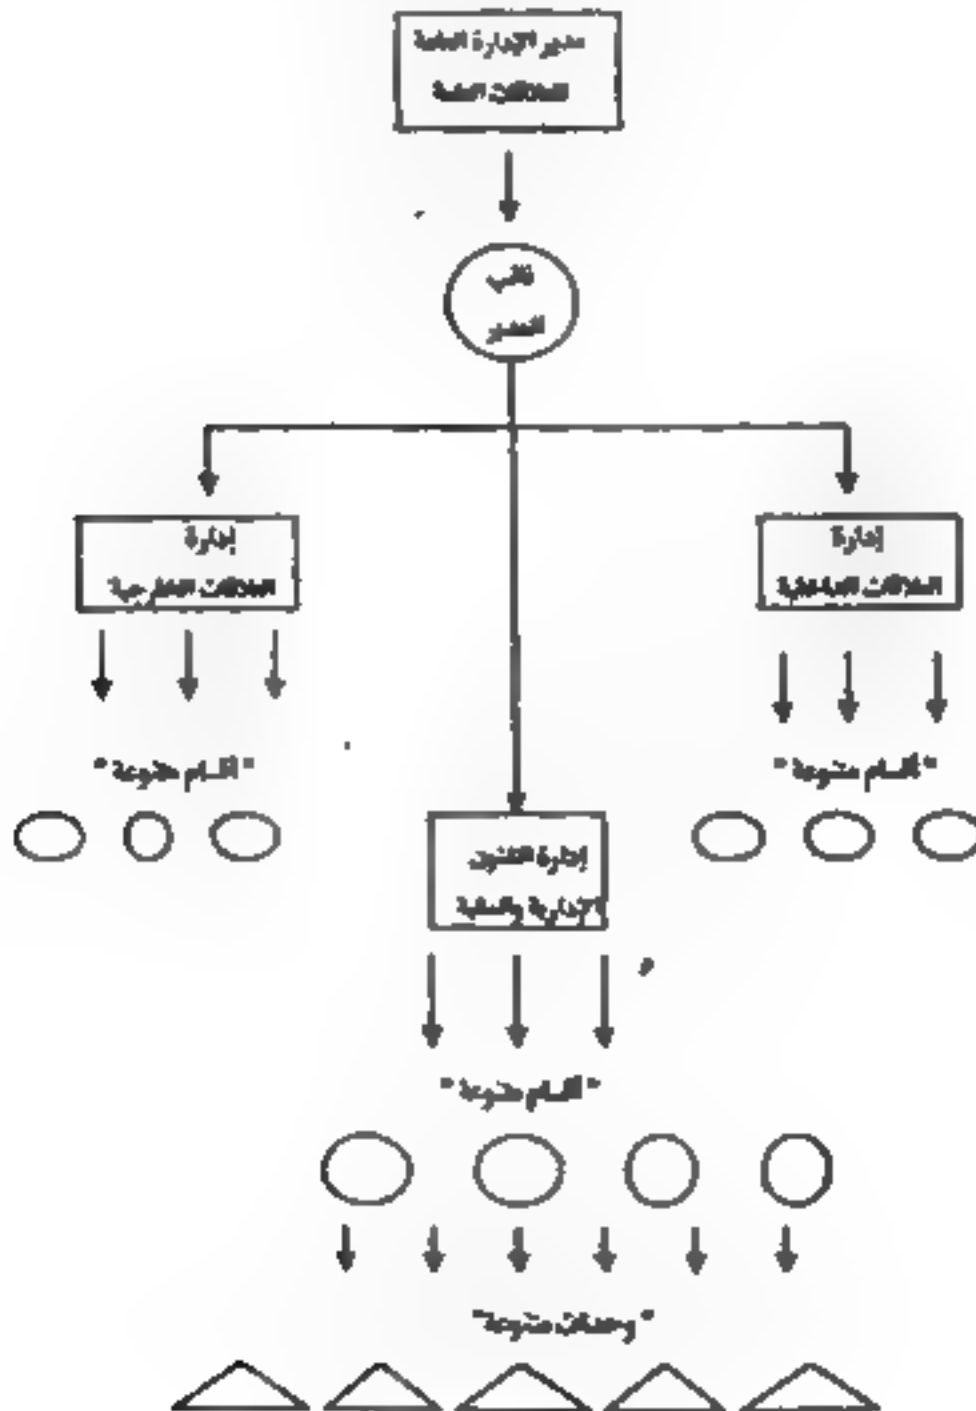 مدير الإدارة العامة
للعلاقات العامة
نائب
المدير
إدارة
العلاقات الداخلية
إدارة
العلاقات الخارجية
" أقسام متنوعة "
" أقسام متنوعة "
إدارة الشئون
الإدارية والمالية
" أقسام متنوعة "
" وحدات متنوعة"